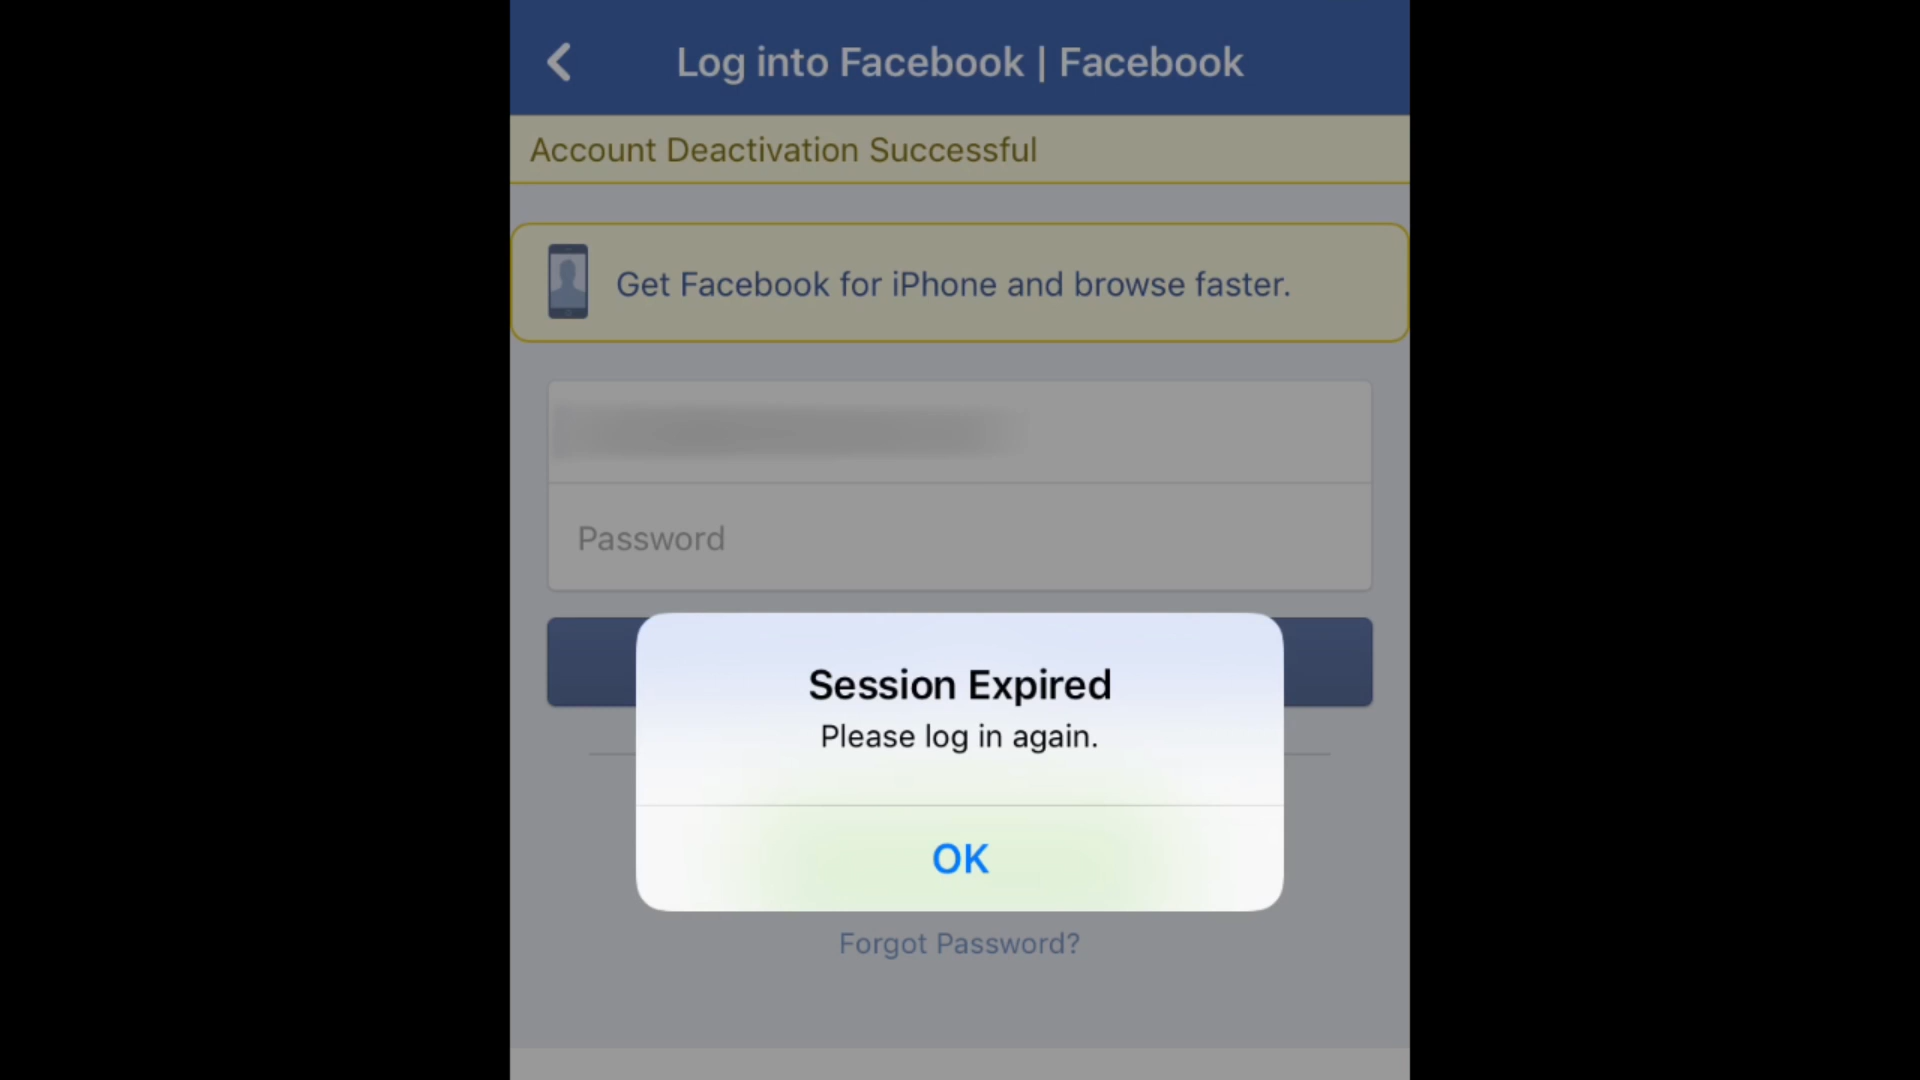 Log into Facebook | Facebook
Account Deactivation Successful
Get Facebook for iPhone and browse faster.
Password
Session Expired
Please log in again.
OK
Forgot Password?